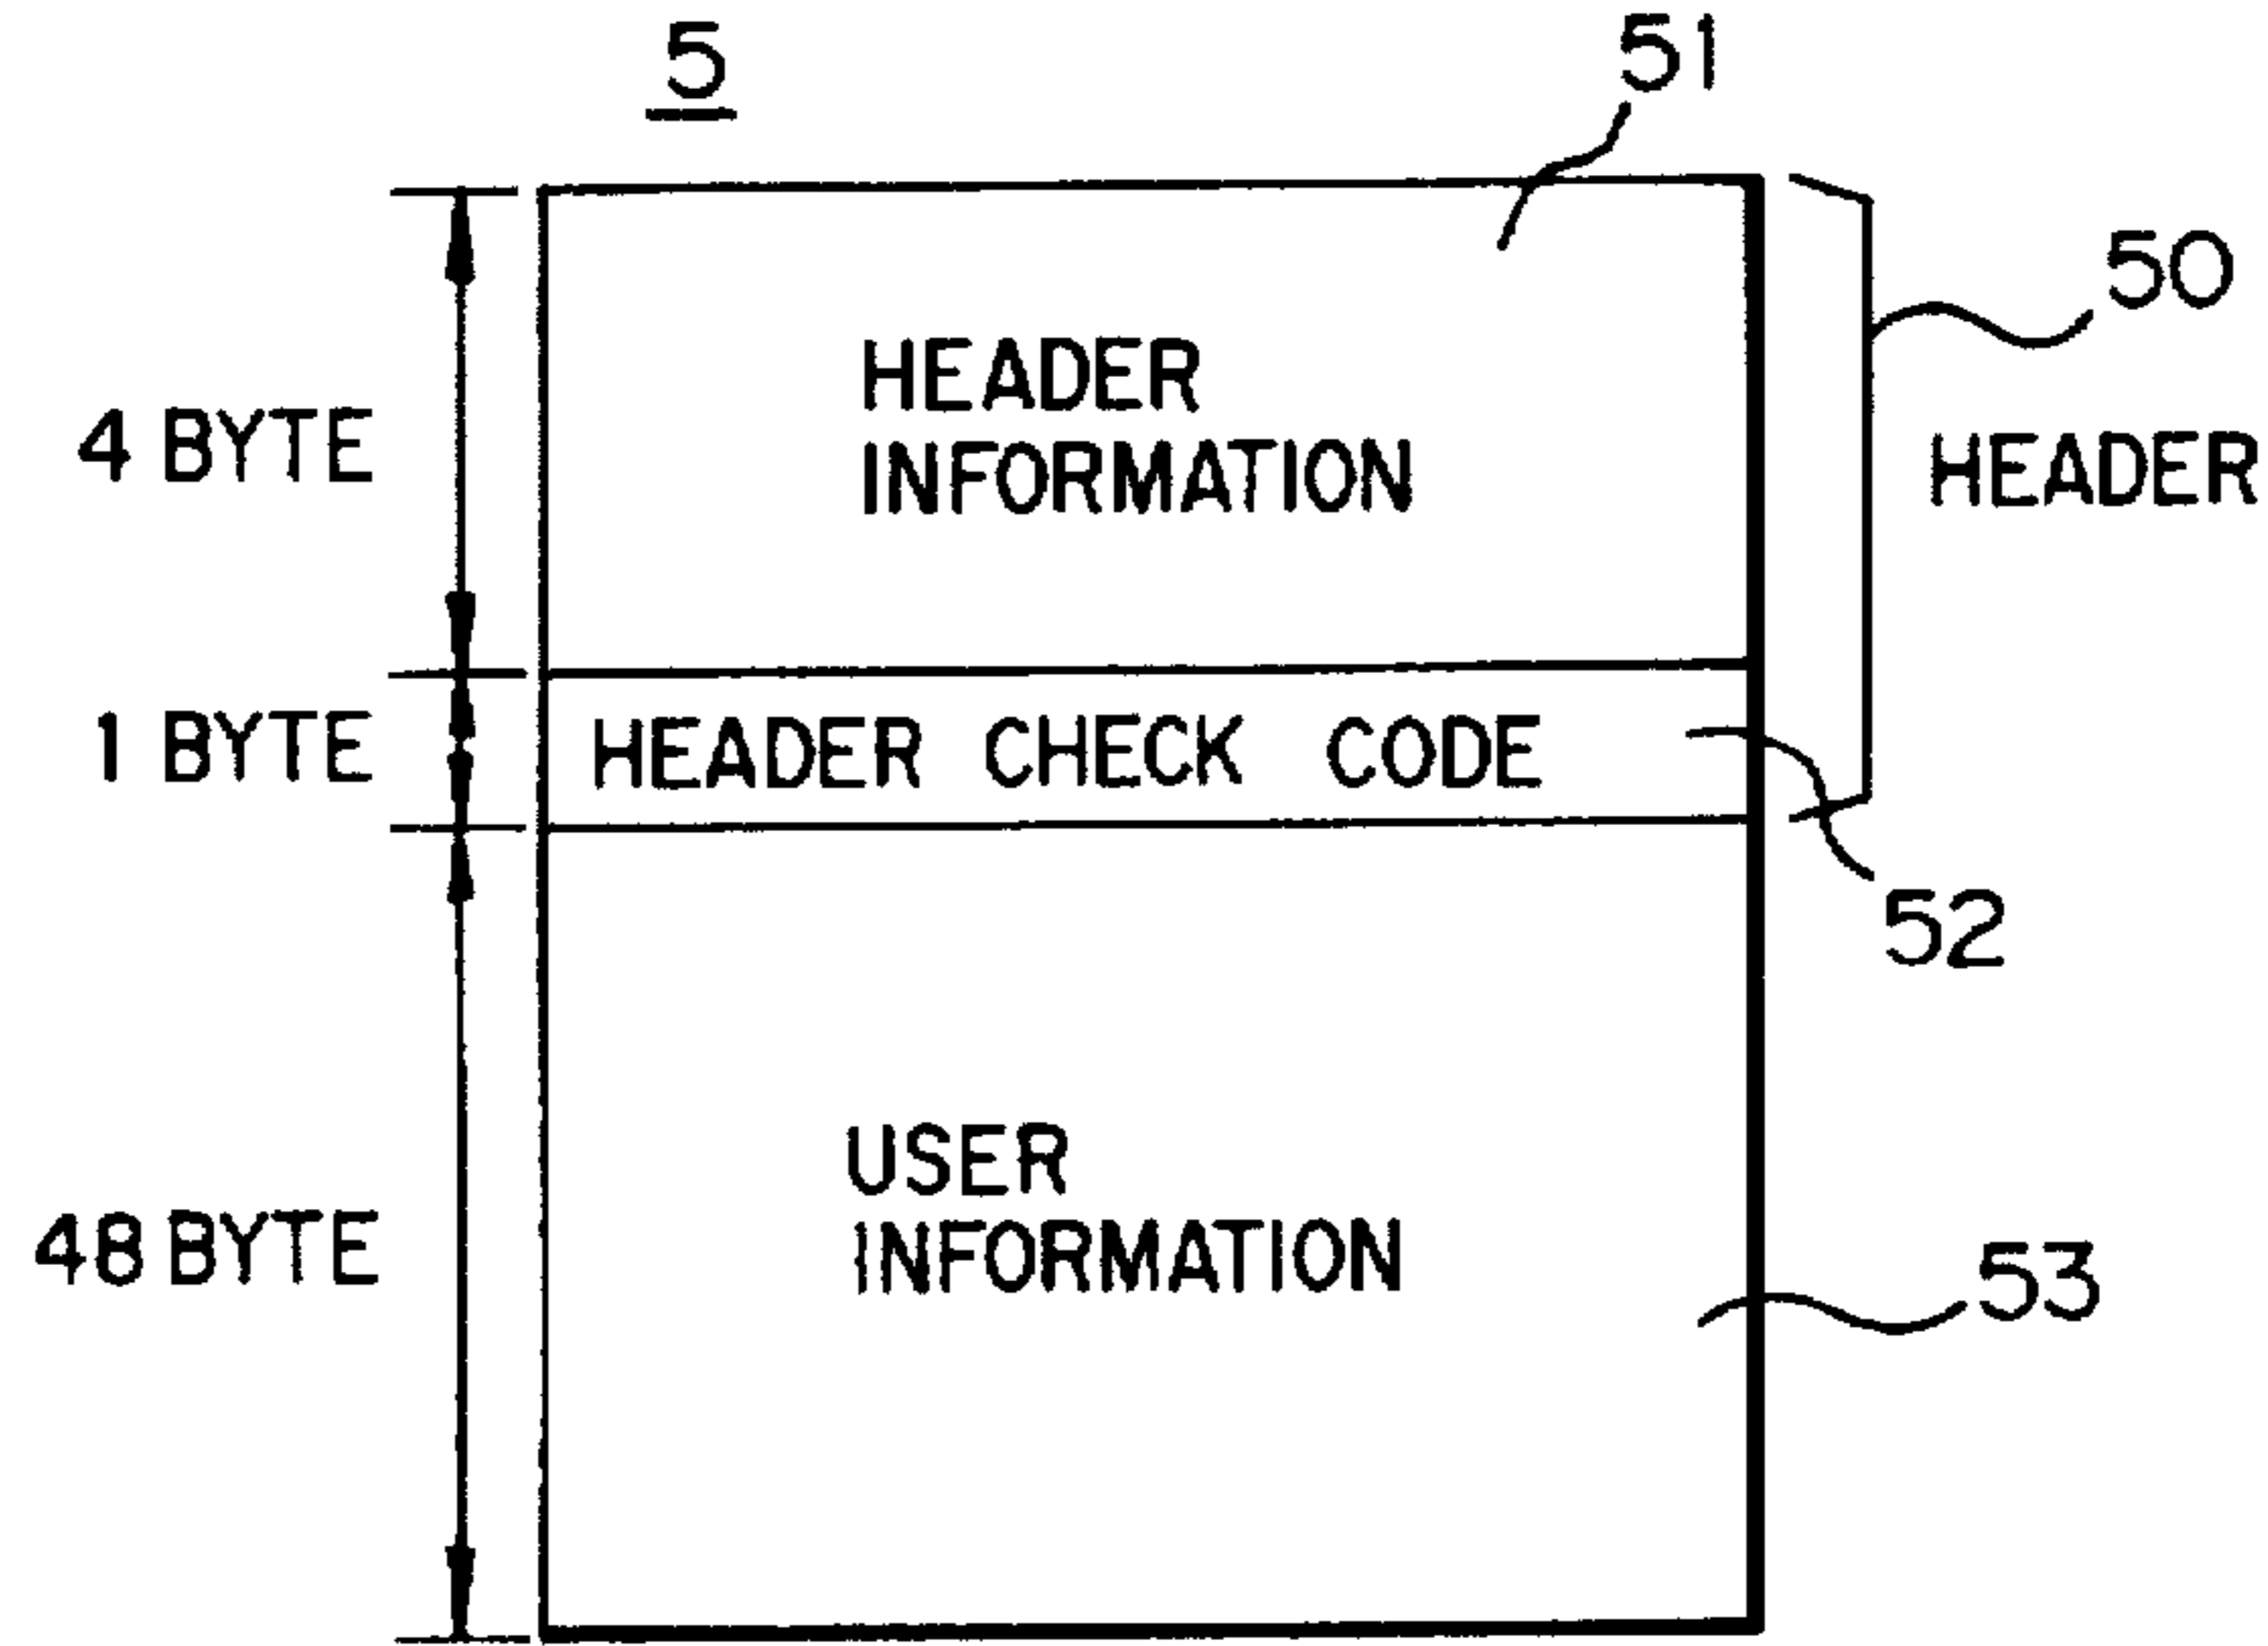 5
51
50
HEADER
INFORMATION
4 BYTE
HEADER
1 BYTE
HEADER CHECK CODE
52
USER
INFORMATION
48 BYTE
53